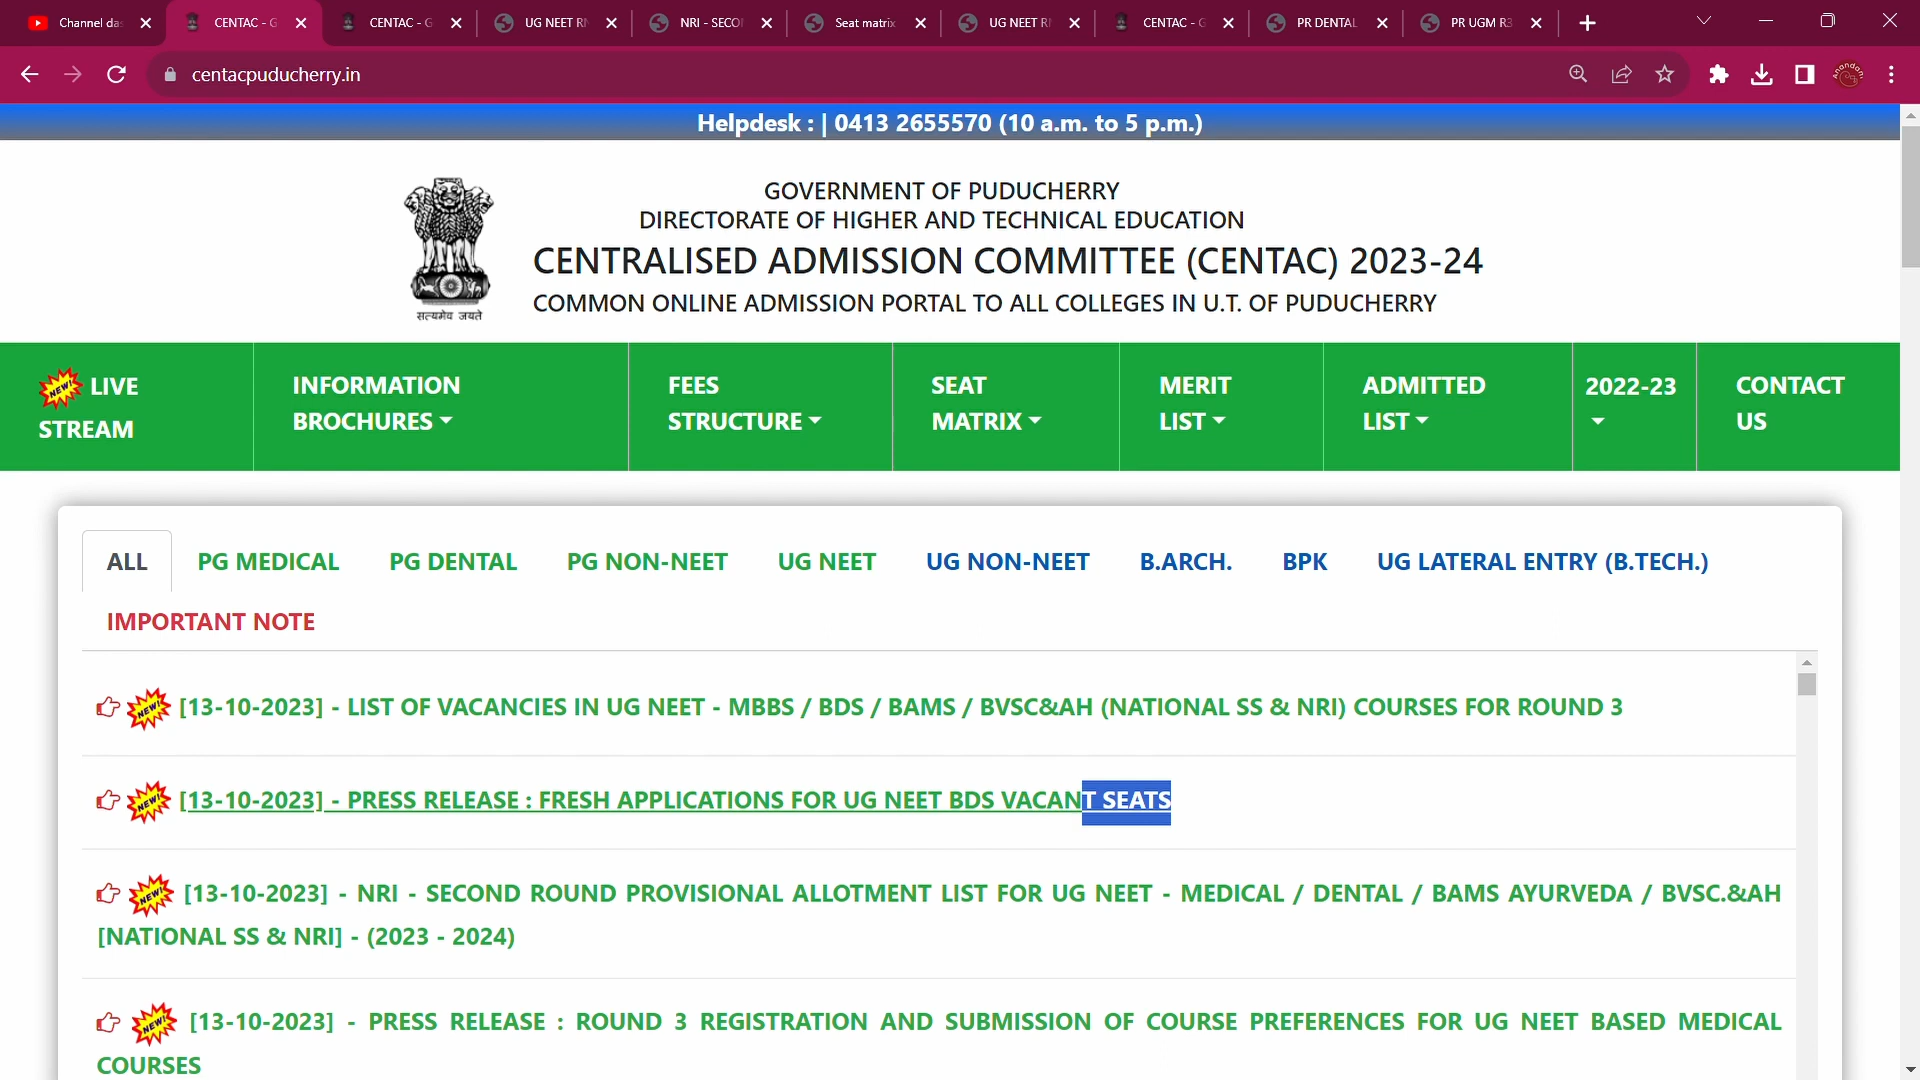 Channel da
CENTAC - G
CENTAC - G
UG NEET R
NRI - SECO
Seat matrix
UG NEET R
CENTAC - G
PR DENTAL
PR UGM R3
centacpuducherry.in
Anandan
Helpdesk : | 0413 2655570 (10 a.m. to 5 p.m.)
GOVERNMENT OF PUDUCHERRY
DIRECTORATE OF HIGHER AND TECHNICAL EDUCATION
CENTRALISED ADMISSION COMMITTEE (CENTAC) 2023-24
COMMON ONLINE ADMISSION PORTAL TO ALL COLLEGES IN U.T. OF PUDUCHERRY
सत्यमेव जयते
NEW! LIVE STREAM
INFORMATION BROCHURES
FEES STRUCTURE
SEAT MATRIX
MERIT LIST
ADMITTED LIST
2022-23
CONTACT US
ALL PG MEDICAL PG DENTAL PG NON-NEET UG NEET UG NON-NEET B.ARCH. BPK UG LATERAL ENTRY (B.TECH.)
IMPORTANT NOTE
NEW! [13-10-2023] - LIST OF VACANCIES IN UG NEET - MBBS / BDS / BAMS / BVSC&AH (NATIONAL SS & NRI) COURSES FOR ROUND 3
NEW! [13-10-2023] - PRESS RELEASE : FRESH APPLICATIONS FOR UG NEET BDS VACANT SEATS
NEW! [13-10-2023] - NRI - SECOND ROUND PROVISIONAL ALLOTMENT LIST FOR UG NEET - MEDICAL / DENTAL / BAMS AYURVEDA / BVSC.&AH
[NATIONAL SS & NRI] - (2023 - 2024)
NEW! [13-10-2023] - PRESS RELEASE : ROUND 3 REGISTRATION AND SUBMISSION OF COURSE PREFERENCES FOR UG NEET BASED MEDICAL
COURSES